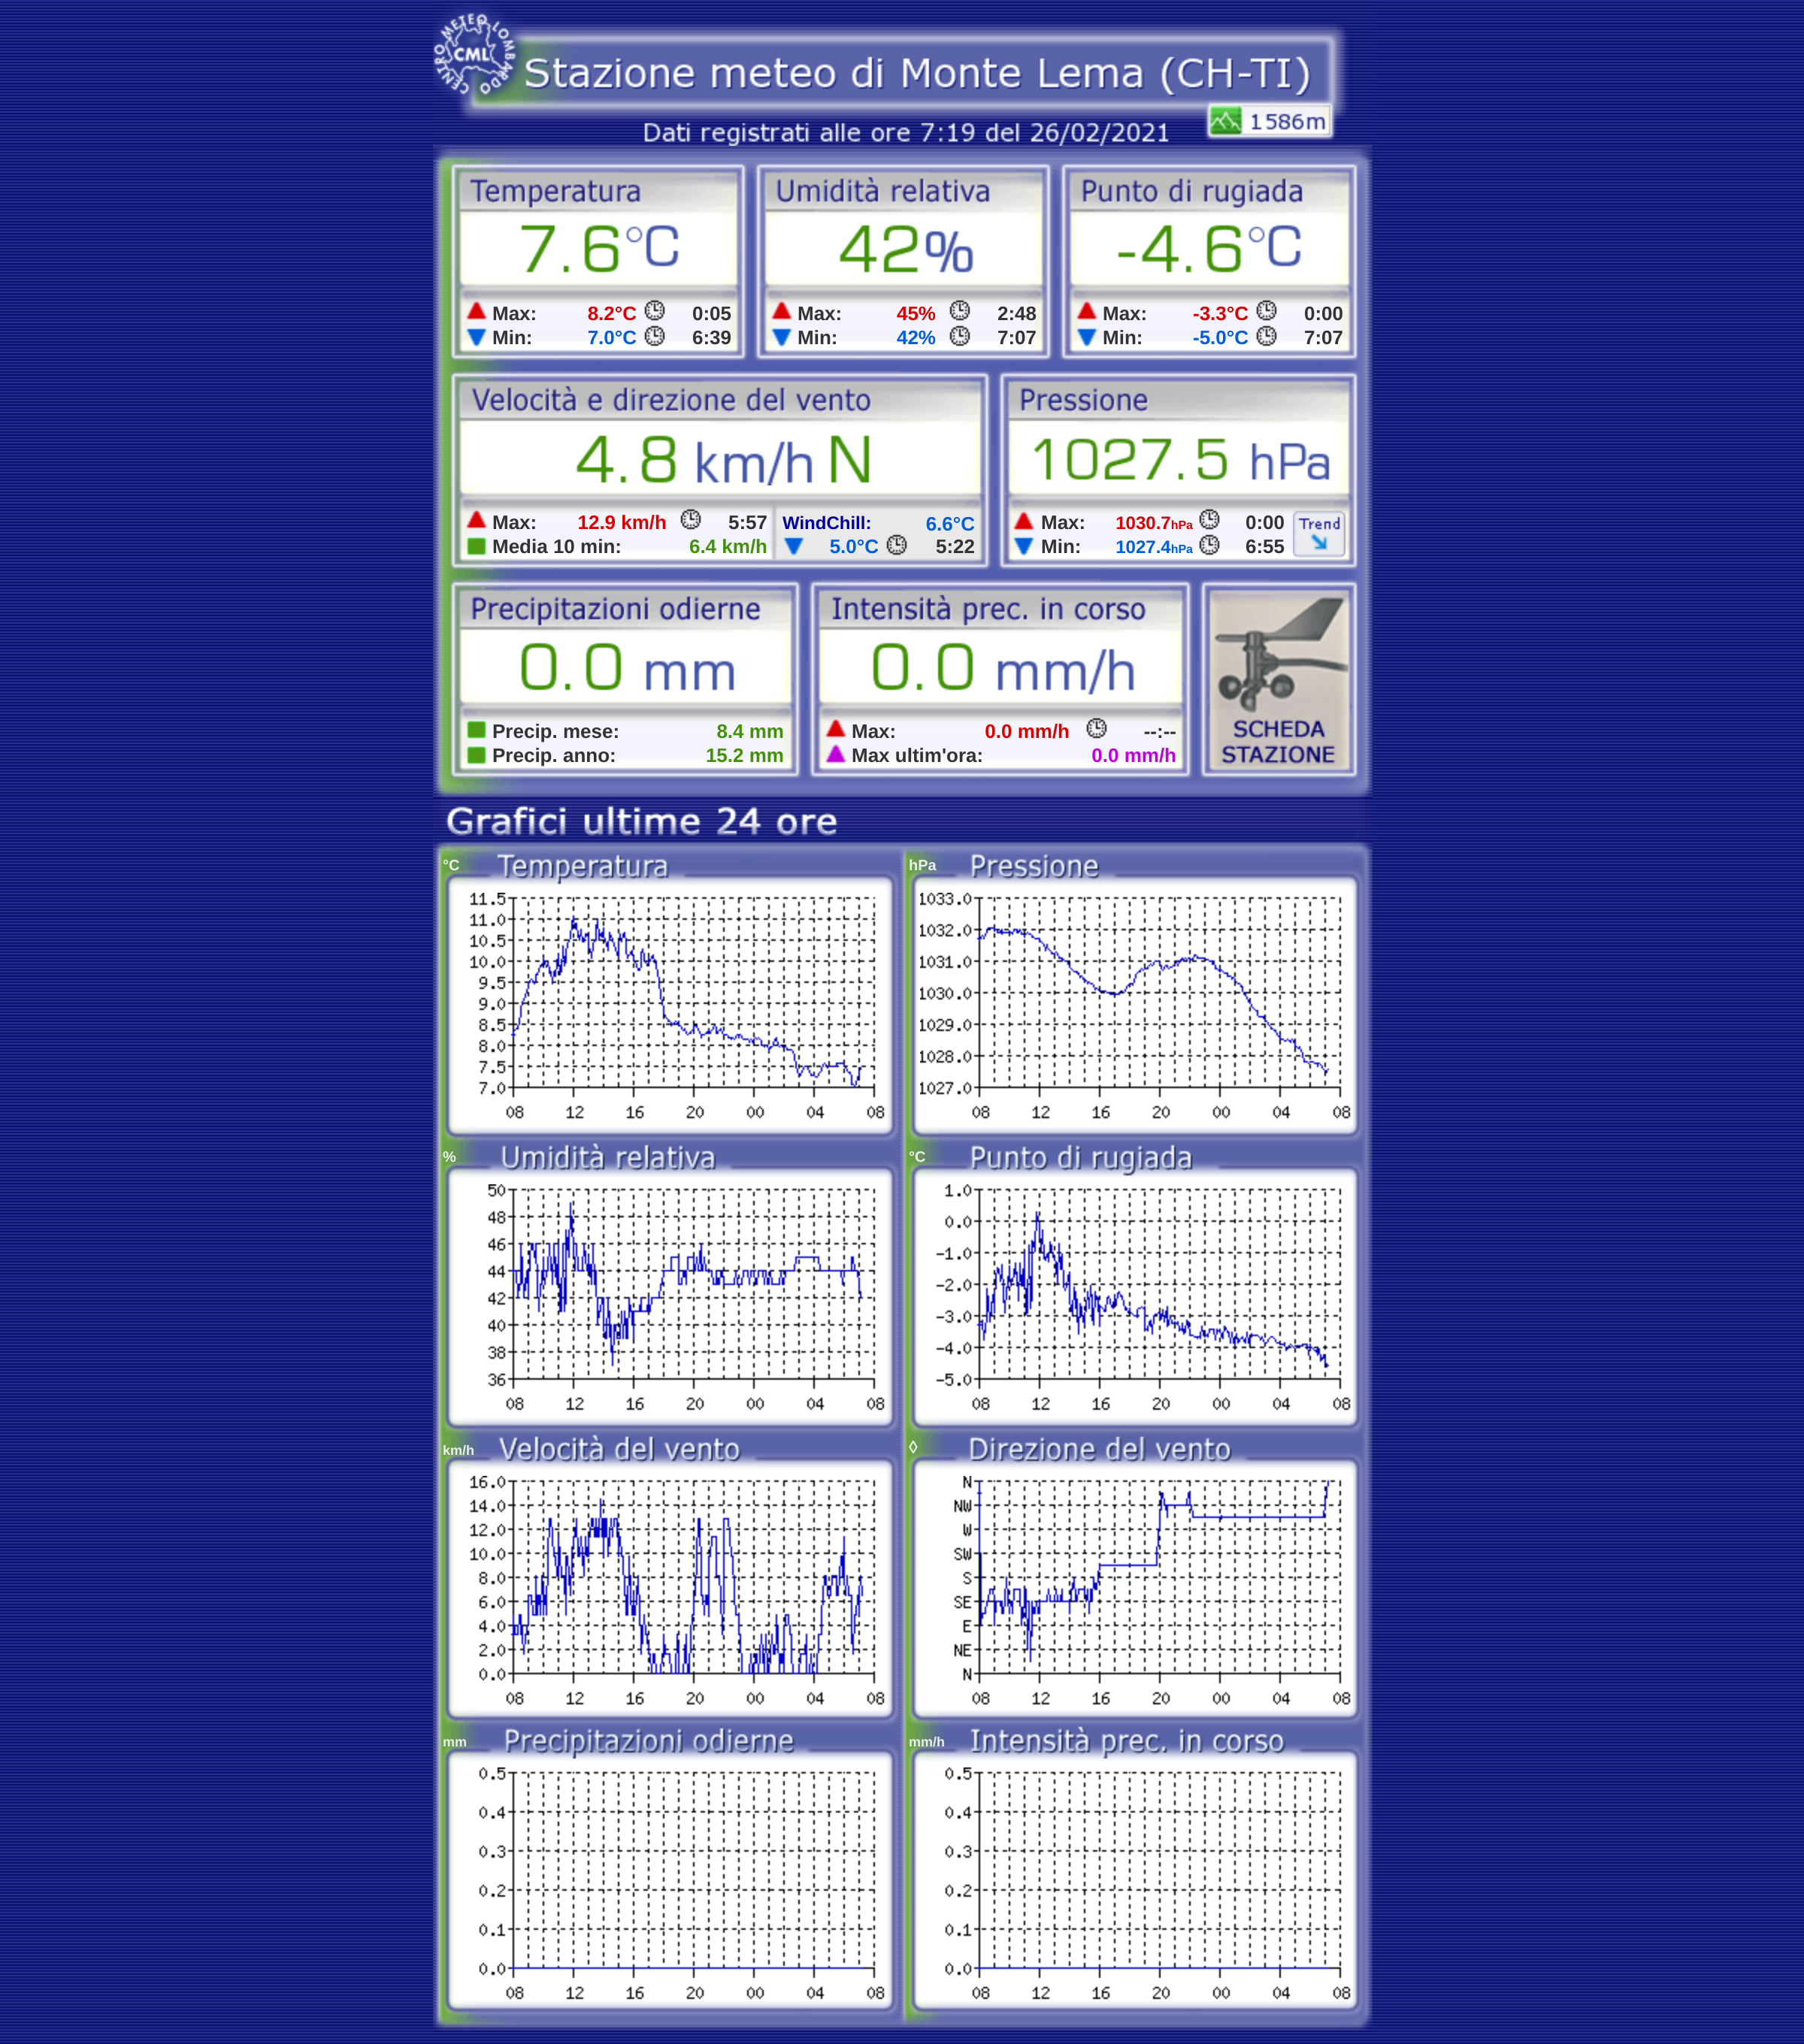 CENTRO METEO LOMBARDO
CML
Stazione meteo di Monte Lema (CH-TI)
1586m
Dati registrati alle ore 7:19 del 26/02/2021
Temperatura
7.6°C
Max: 8.2°C 0:05
Min: 7.0°C 6:39
Umidità relativa
42%
Max: 45% 2:48
Min: 42% 7:07
Punto di rugiada
-4.6°C
Max: -3.3°C 0:00
Min: -5.0°C 7:07
Velocità e direzione del vento
4.8 km/h N
Max: 12.9 km/h 5:57
Media 10 min: 6.4 km/h
WindChill: 6.6°C
5.0°C 5:22
Pressione
1027.5 hPa
Max: 1030.7hPa 0:00
Min: 1027.4hPa 6:55
Trend
Precipitazioni odierne
0.0 mm
Precip. mese: 8.4 mm
Precip. anno: 15.2 mm
Intensità prec. in corso
0.0 mm/h
Max: 0.0 mm/h --:--
Max ultim'ora: 0.0 mm/h
SCHEDA
STAZIONE
Grafici ultime 24 ore
°C Temperatura
11.5
11.0
10.5
10.0
9.5
9.0
8.5
8.0
7.5
7.0
08 12 16 20 00 04 08
hPa Pressione
1033.0
1032.0
1031.0
1030.0
1029.0
1028.0
1027.0
08 12 16 20 00 04 08
% Umidità relativa
50
48
46
44
42
40
38
36
08 12 16 20 00 04 08
°C Punto di rugiada
1.0
0.0
-1.0
-2.0
-3.0
-4.0
-5.0
08 12 16 20 00 04 08
km/h Velocità del vento
16.0
14.0
12.0
10.0
8.0
6.0
4.0
2.0
0.0
08 12 16 20 00 04 08
◊ Direzione del vento
N
NW
W
SW
S
SE
E
NE
N
08 12 16 20 00 04 08
mm Precipitazioni odierne
0.5
0.4
0.3
0.2
0.1
0.0
08 12 16 20 00 04 08
mm/h Intensità prec. in corso
0.5
0.4
0.3
0.2
0.1
0.0
08 12 16 20 00 04 08